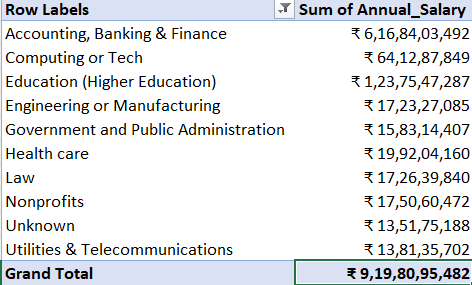 Row Labels Sum of Annual_Salary
Accounting, Banking & Finance ₹ 6,16,84,03,492
Computing or Tech ₹ 64,12,87,849
Education (Higher Education) ₹ 1,23,75,47,287
Engineering or Manufacturing ₹ 17,23,27,085
Government and Public Administration ₹ 15,83,14,407
Health care ₹ 19,92,04,160
Law ₹ 17,26,39,840
Nonprofits ₹ 17,50,60,472
Unknown ₹ 13,51,75,188
Utilities & Telecommunications ₹ 13,81,35,702
Grand Total ₹ 9,19,80,95,482